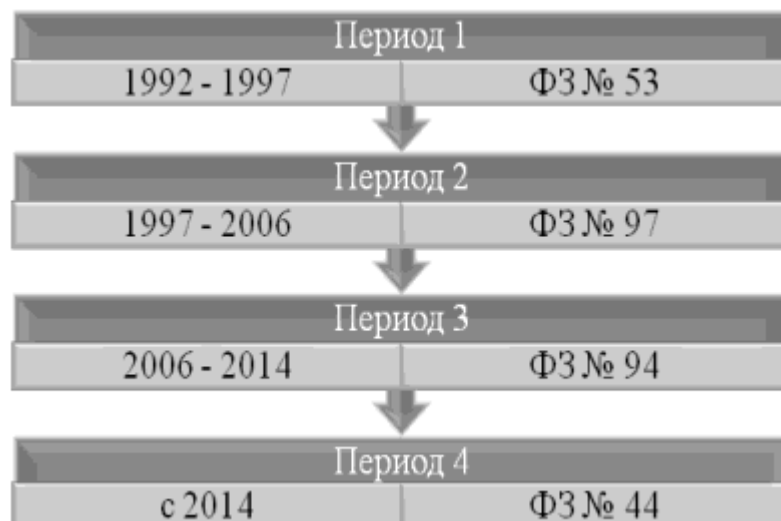 Период 1
1992 - 1997 ФЗ № 53
Период 2
1997 - 2006 ФЗ № 97
Период 3
2006 - 2014 ФЗ № 94
Период 4
с 2014 ФЗ № 44